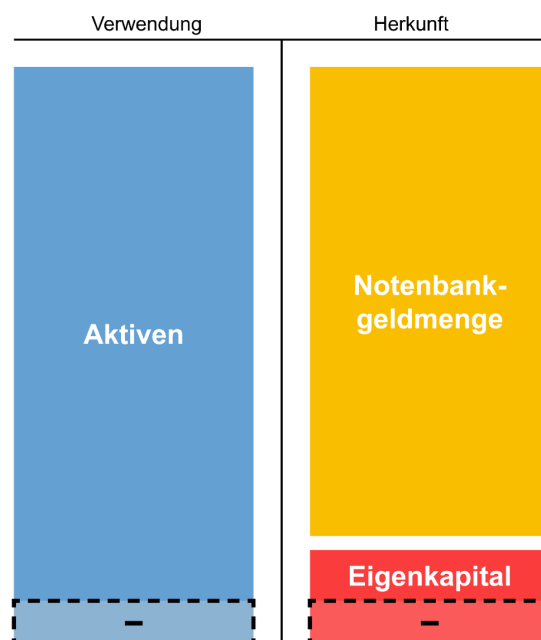 Verwendung
Herkunft
Aktiven
Notenbank-
geldmenge
Eigenkapital
–
–